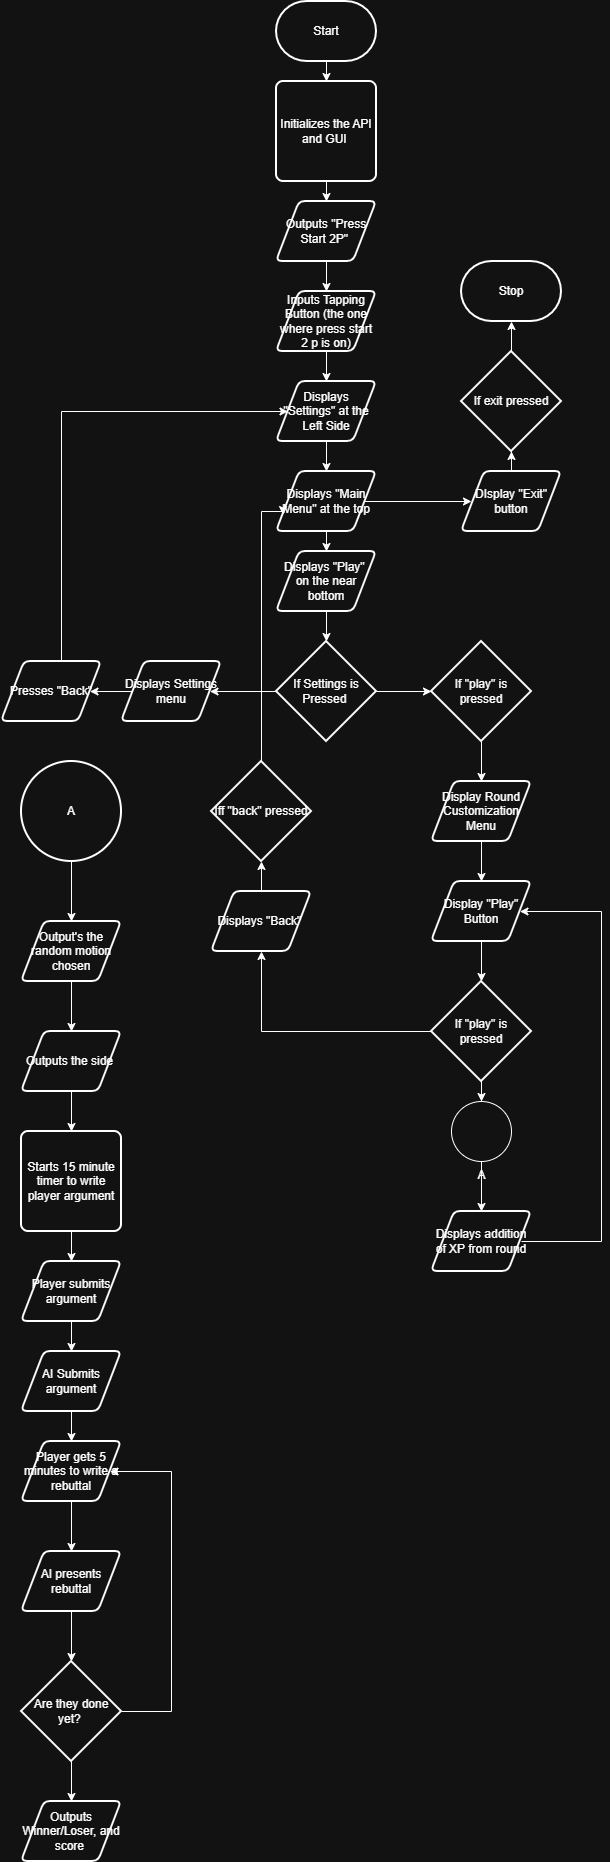 Start
Initializes the API
and GUI
Outputs "Press
Start 2P"
Inputs Tapping
Button (the one
where press start
2 p is on)
Stop
If exit pressed
Displays
"Settings" at the
Left Side
Displays "Main
Menu" at the top
DIsplay "Exit"
button
Displays "Play"
on the near
bottom
Presses "Back"
Displays Settings
menu
If Settings is
Pressed
If "play" is
pressed
A
Iff "back" pressed
Display Round
Customization
Menu
Output's the
random motion
chosen
Displays "Back"
Display "Play"
Button
Outputs the side
If "play" is
pressed
Starts 15 minute
timer to write
player argument
A
Displays addition
of XP from round
Player submits
argument
AI Submits
argument
Player gets 5
minutes to write a
rebuttal
AI presents
rebuttal
Are they done
yet?
Outputs
Winner/Loser, and
score